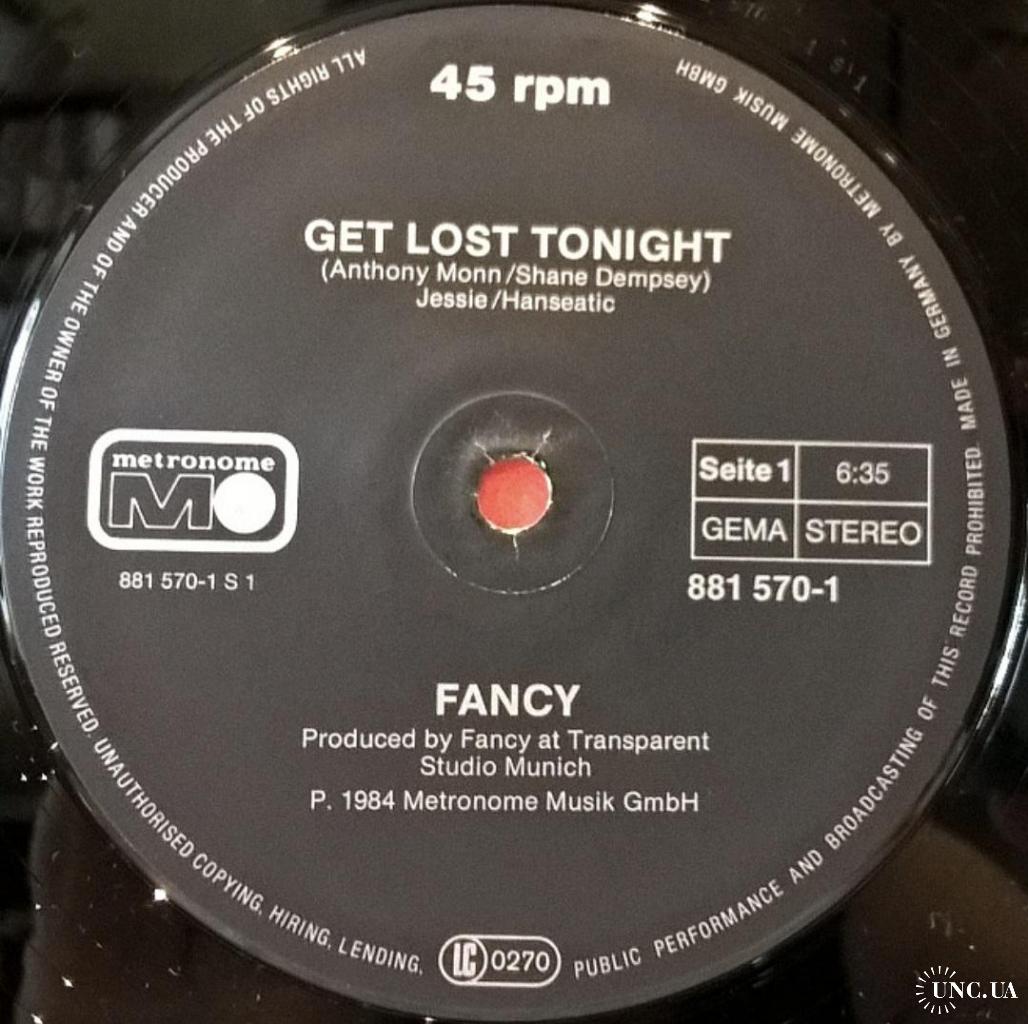 45 rpm
GET LOST TONIGHT
(Anthony Monn/Shane Dempsey)
Jessie/Hanseatic
metronome
MO
881 570-1 S 1
Seite 1
6:35
GEMA
STEREO
881 570-1
FANCY
Produced by Fancy at Transparent
Studio Munich
P. 1984 Metronome Musik GmbH
ALL RIGHTS OF THE PRODUCER AND OF THE OWNER OF THE WORK REPRODUCED RESERVED. UNAUTHORISED COPYING, HIRING, LENDING, PUBLIC PERFORMANCE AND BROADCASTING OF THIS RECORD PROHIBITED. MADE IN GERMANY BY METRONOME MUSIK GMBH
LC 0270
UNC.UA